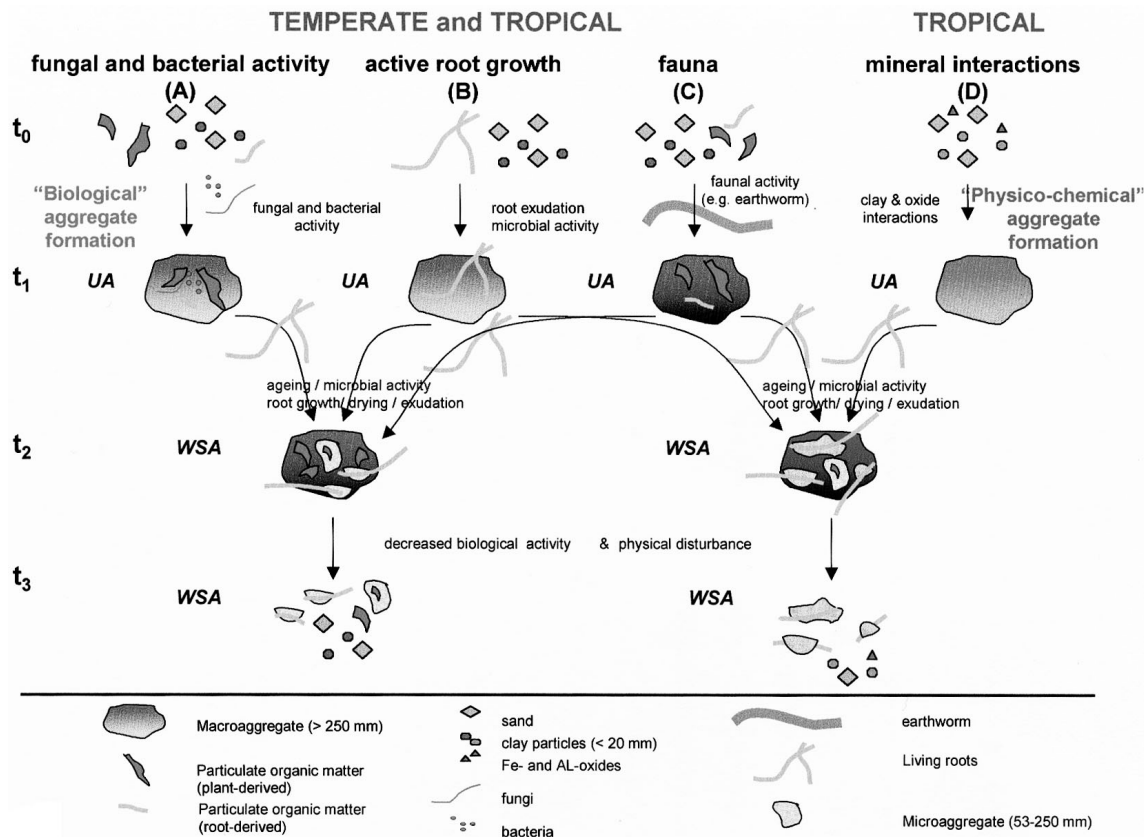 TEMPERATE and TROPICAL
TROPICAL
fungal and bacterial activity
(A)
active root growth
(B)
fauna
(C)
mineral interactions
(D)
t0
"Biological"
aggregate
formation
fungal and bacterial
activity
root exudation
microbial activity
faunal activity
(e.g. earthworm)
clay & oxide
interactions
"Physico-chemical"
aggregate
formation
t1
UA
UA
UA
UA
ageing / microbial activity
root growth/ drying / exudation
ageing / microbial activity
root growth/ drying / exudation
t2
WSA
WSA
decreased biological activity & physical disturbance
t3
WSA
WSA
Macroaggregate (> 250 mm)
Particulate organic matter
(plant-derived)
Particulate organic matter
(root-derived)
sand
clay particles (< 20 mm)
Fe- and AL-oxides
fungi
bacteria
earthworm
Living roots
Microaggregate (53-250 mm)